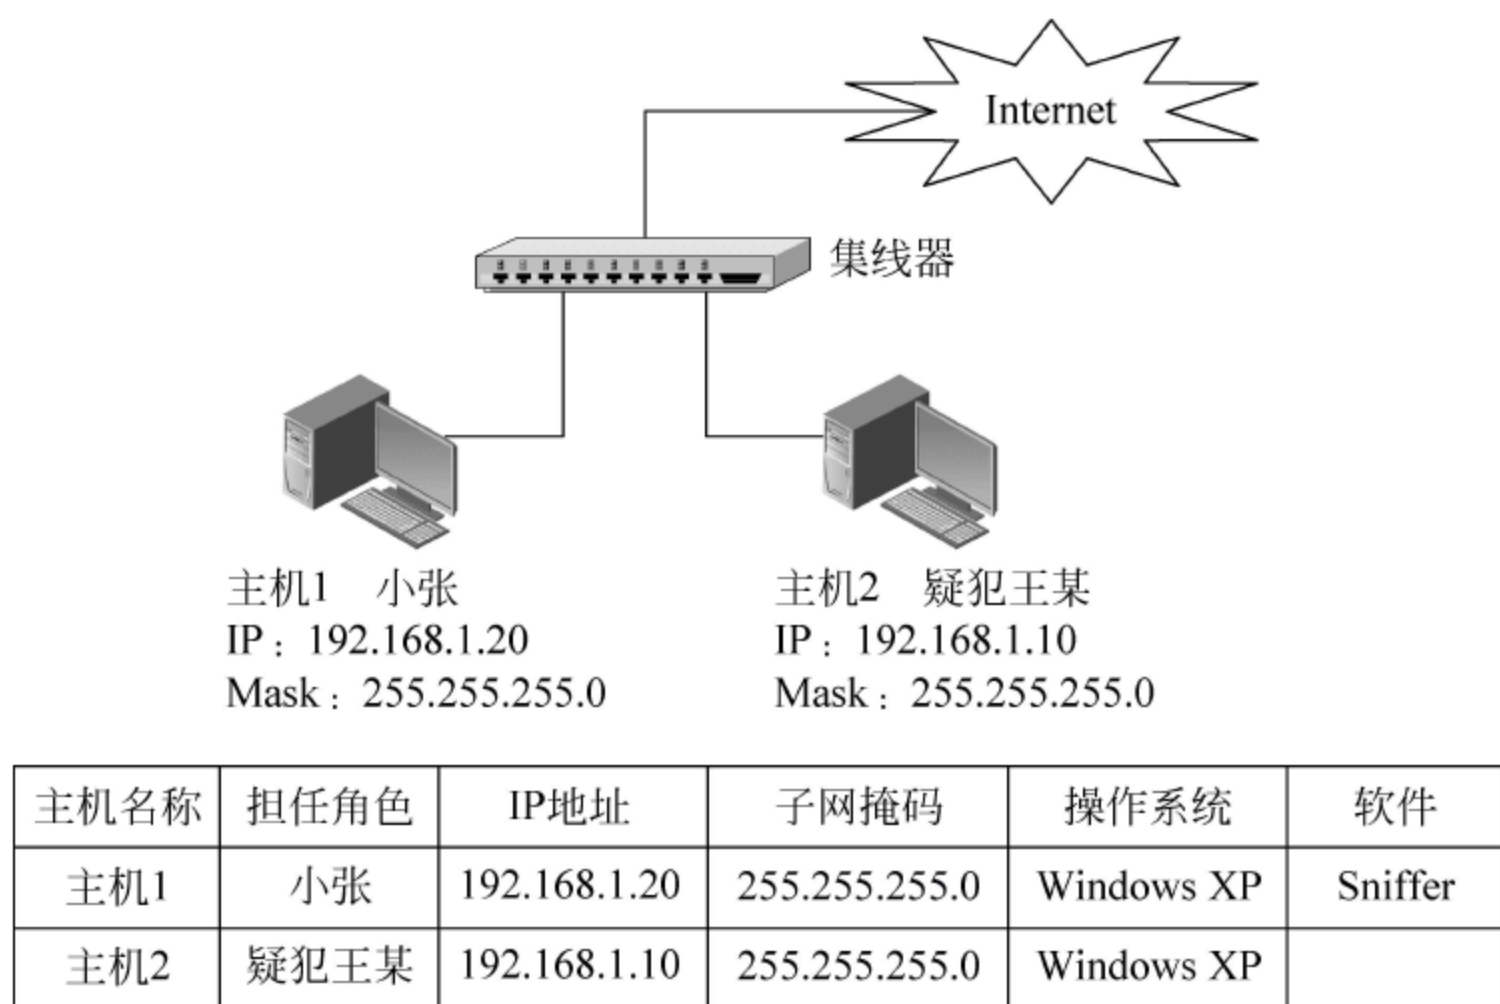 Internet
集线器
主机1 小张
IP：192.168.1.20
Mask：255.255.255.0
主机2 疑犯王某
IP：192.168.1.10
Mask：255.255.255.0
主机名称 担任角色 IP地址 子网掩码 操作系统 软件
主机1 小张 192.168.1.20 255.255.255.0 Windows XP Sniffer
主机2 疑犯王某 192.168.1.10 255.255.255.0 Windows XP